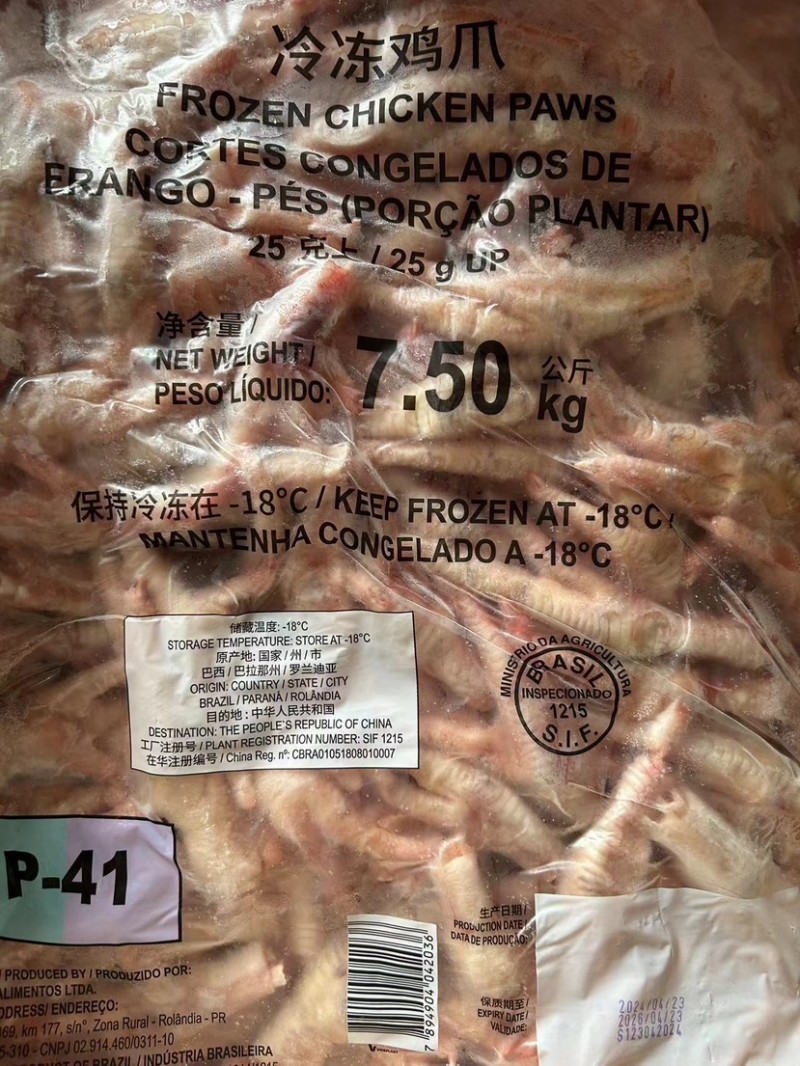 冷冻鸡爪
FROZEN CHICKEN PAWS
CORTES CONGELADOS DE
FRANGO - PÉS (PORÇÃO PLANTAR)
25 克上 / 25 g UP
净含量 /
NET WEIGHT /
PESO LÍQUIDO:
7.50 公斤
kg
保持冷冻在 -18°C / KEEP FROZEN AT -18°C /
MANTENHA CONGELADO A -18°C
储藏温度: -18°C
STORAGE TEMPERATURE: STORE AT -18°C
原产地: 国家 / 州 / 市
巴西 / 巴拉那州 / 罗兰迪亚
ORIGIN: COUNTRY / STATE / CITY
BRAZIL / PARANÁ / ROLÂNDIA
目的地 : 中华人民共和国
DESTINATION: THE PEOPLE'S REPUBLIC OF CHINA
工厂注册号 / PLANT REGISTRATION NUMBER: SIF 1215
在华注册编号 / China Reg. nº: CBRA01051808010007
MINISTÉRIO DA AGRICULTURA
BRASIL
INSPECIONADO
1215
S.I.F.
P-41
/ PRODUCED BY / PRODUZIDO POR:
ALIMENTOS LTDA.
DDRESS/ ENDEREÇO:
69, km 177, s/nº, Zona Rural - Rolândia - PR
5-310 - CNPJ 02.914.460/0311-10
DUCT OF BRAZIL / INDÚSTRIA BRASILEIRA
7 894904 042036
生产日期 /
PRODUCTION DATE /
DATA DE PRODUÇÃO:
保质期至 /
EXPIRY DATE /
VALIDADE:
2024/04/23
2026/04/23
S123042024